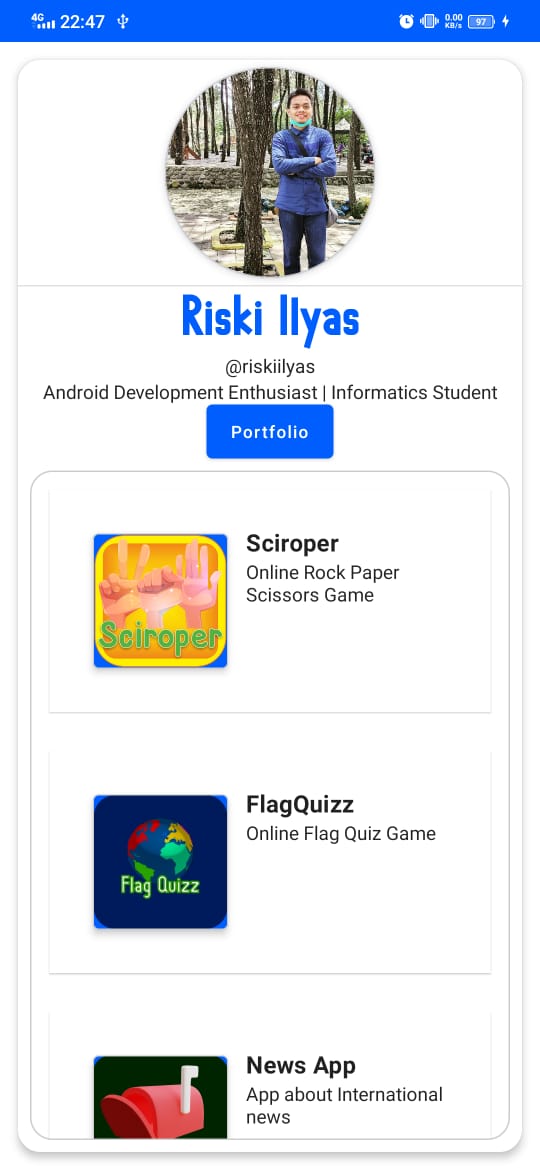 4G 22:47 0.00 KB/s 97
Riski Ilyas
@riskiilyas
Android Development Enthusiast | Informatics Student
Portfolio
Sciroper
Sciroper
Online Rock Paper
Scissors Game
Flag Quizz
FlagQuizz
Online Flag Quiz Game
News App
App about International
news